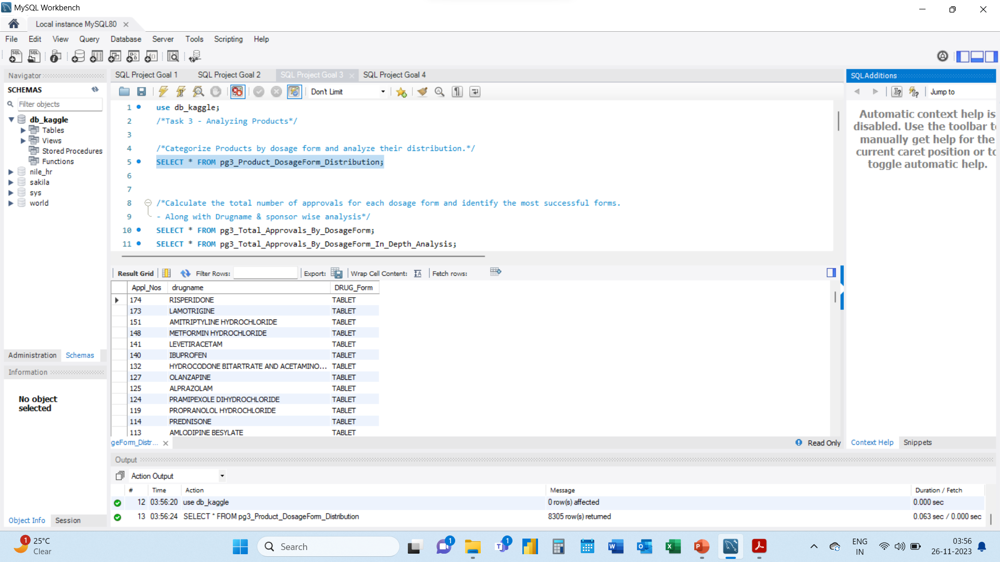 MySQL Workbench
Local instance MySQL80
File Edit View Query Database Server Tools Scripting Help
Navigator
SCHEMAS
Filter objects
db_kaggle
Tables
Views
Stored Procedures
Functions
nile_hr
sakila
sys
world
Administration Schemas
Information
No object
selected
Object Info Session
SQL Project Goal 1 SQL Project Goal 2 SQL Project Goal 3 SQL Project Goal 4
Don't Limit
1 use db_kaggle;
2 /*Task 3 - Analyzing Products*/
3
4 /*Categorize Products by dosage form and analyze their distribution.*/
5 SELECT * FROM pg3_Product_DosageForm_Distribution;
6
7
8 /*Calculate the total number of approvals for each dosage form and identify the most successful forms.
9 - Along with Drugname & sponsor wise analysis*/
10 SELECT * FROM pg3_Total_Approvals_By_DosageForm;
11 SELECT * FROM pg3_Total_Approvals_By_DosageForm_In_Depth_Analysis;
Result Grid Filter Rows: Export: Wrap Cell Content: Fetch rows:
Appl_Nos drugname DRUG_Form
174 RISPERIDONE TABLET
173 LAMOTRIGINE TABLET
151 AMITRIPTYLINE HYDROCHLORIDE TABLET
148 METFORMIN HYDROCHLORIDE TABLET
141 LEVETIRACETAM TABLET
140 IBUPROFEN TABLET
132 HYDROCODONE BITARTRATE AND ACETAMINO... TABLET
127 OLANZAPINE TABLET
125 ALPRAZOLAM TABLET
124 PRAMIPEXOLE DIHYDROCHLORIDE TABLET
119 PROPRANOLOL HYDROCHLORIDE TABLET
114 PREDNISONE TABLET
113 AMLODIPINE BESYLATE TABLET
geForm_Distr...
Read Only
SQLAdditions
Jump to
Automatic context help is
disabled. Use the toolbar t
manually get help for the
current caret position or to
toggle automatic help.
Context Help Snippets
Output
Action Output
# Time Action Message Duration / Fetch
12 03:56:20 use db_kaggle 0 row(s) affected 0.000 sec
13 03:56:24 SELECT * FROM pg3_Product_DosageForm_Distribution 8305 row(s) returned 0.063 sec / 0.000 sec
1
25°C
Clear
Search
1
1
ENG
IN
03:56
26-11-2023